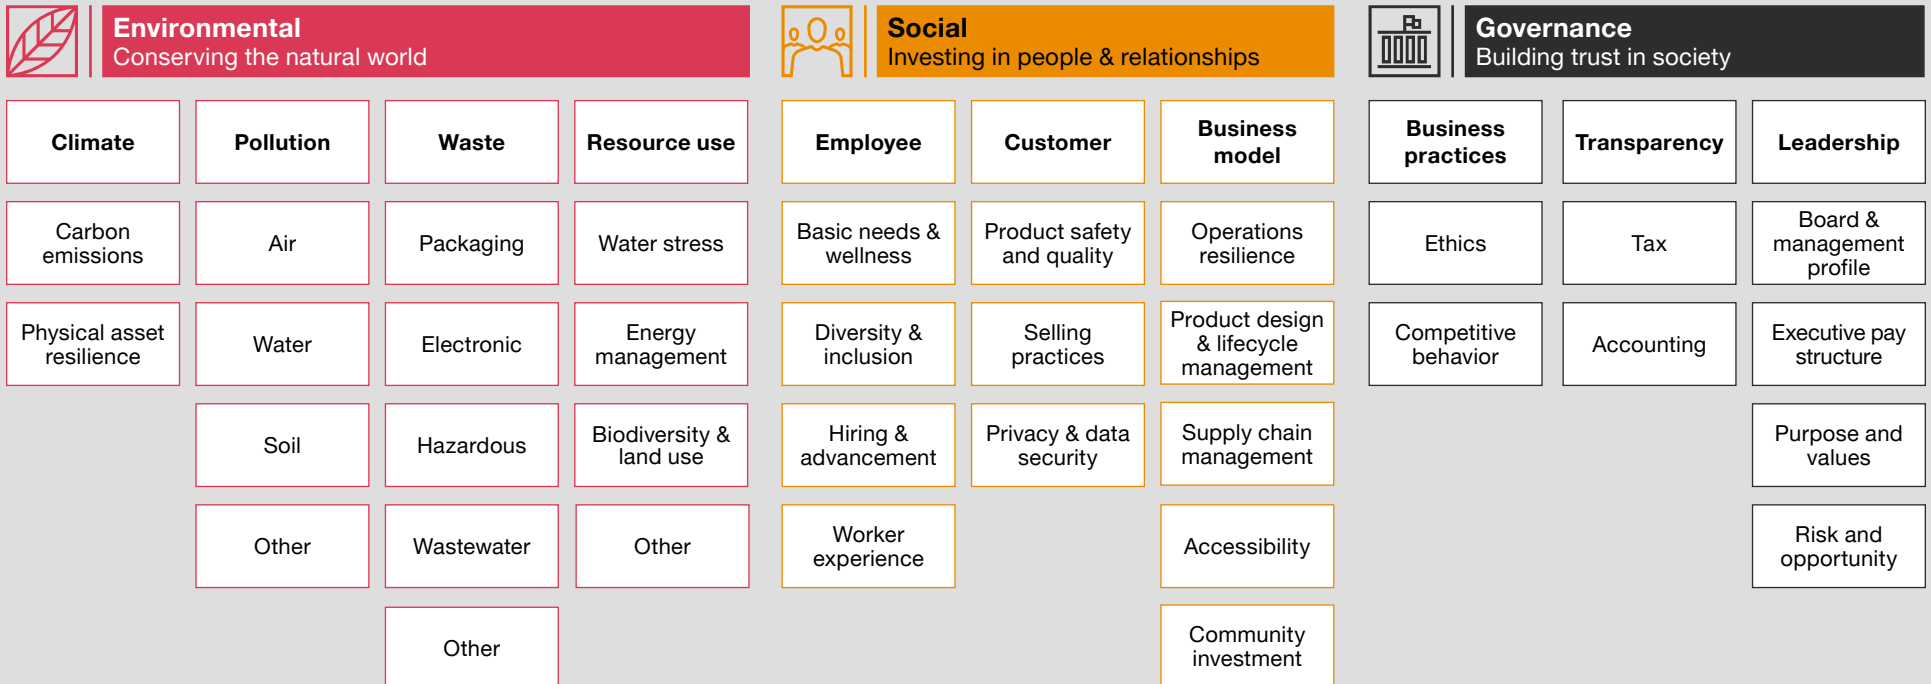 Environmental
Conserving the natural world
Social
Investing in people & relationships
Governance
Building trust in society
Climate
Pollution
Waste
Resource use
Employee
Customer
Business
model
Business
practices
Transparency
Leadership
Carbon
emissions
Air
Packaging
Water stress
Basic needs &
wellness
Product safety
and quality
Operations
resilience
Ethics
Tax
Board &
management
profile
Physical asset
resilience
Water
Electronic
Energy
management
Diversity &
inclusion
Selling
practices
Product design
& lifecycle
management
Competitive
behavior
Accounting
Executive pay
structure
Soil
Hazardous
Biodiversity &
land use
Hiring &
advancement
Privacy & data
security
Supply chain
management
Purpose and
values
Other
Wastewater
Other
Worker
experience
Accessibility
Risk and
opportunity
Other
Community
investment